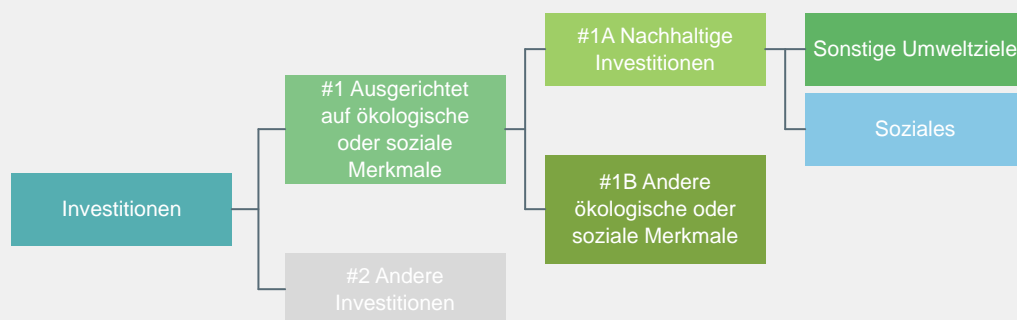 Investitionen
#1 Ausgerichtet
auf ökologische
oder soziale
Merkmale
#2 Andere
Investitionen
#1A Nachhaltige
Investitionen
#1B Andere
ökologische oder
soziale Merkmale
Sonstige Umweltziele
Soziales